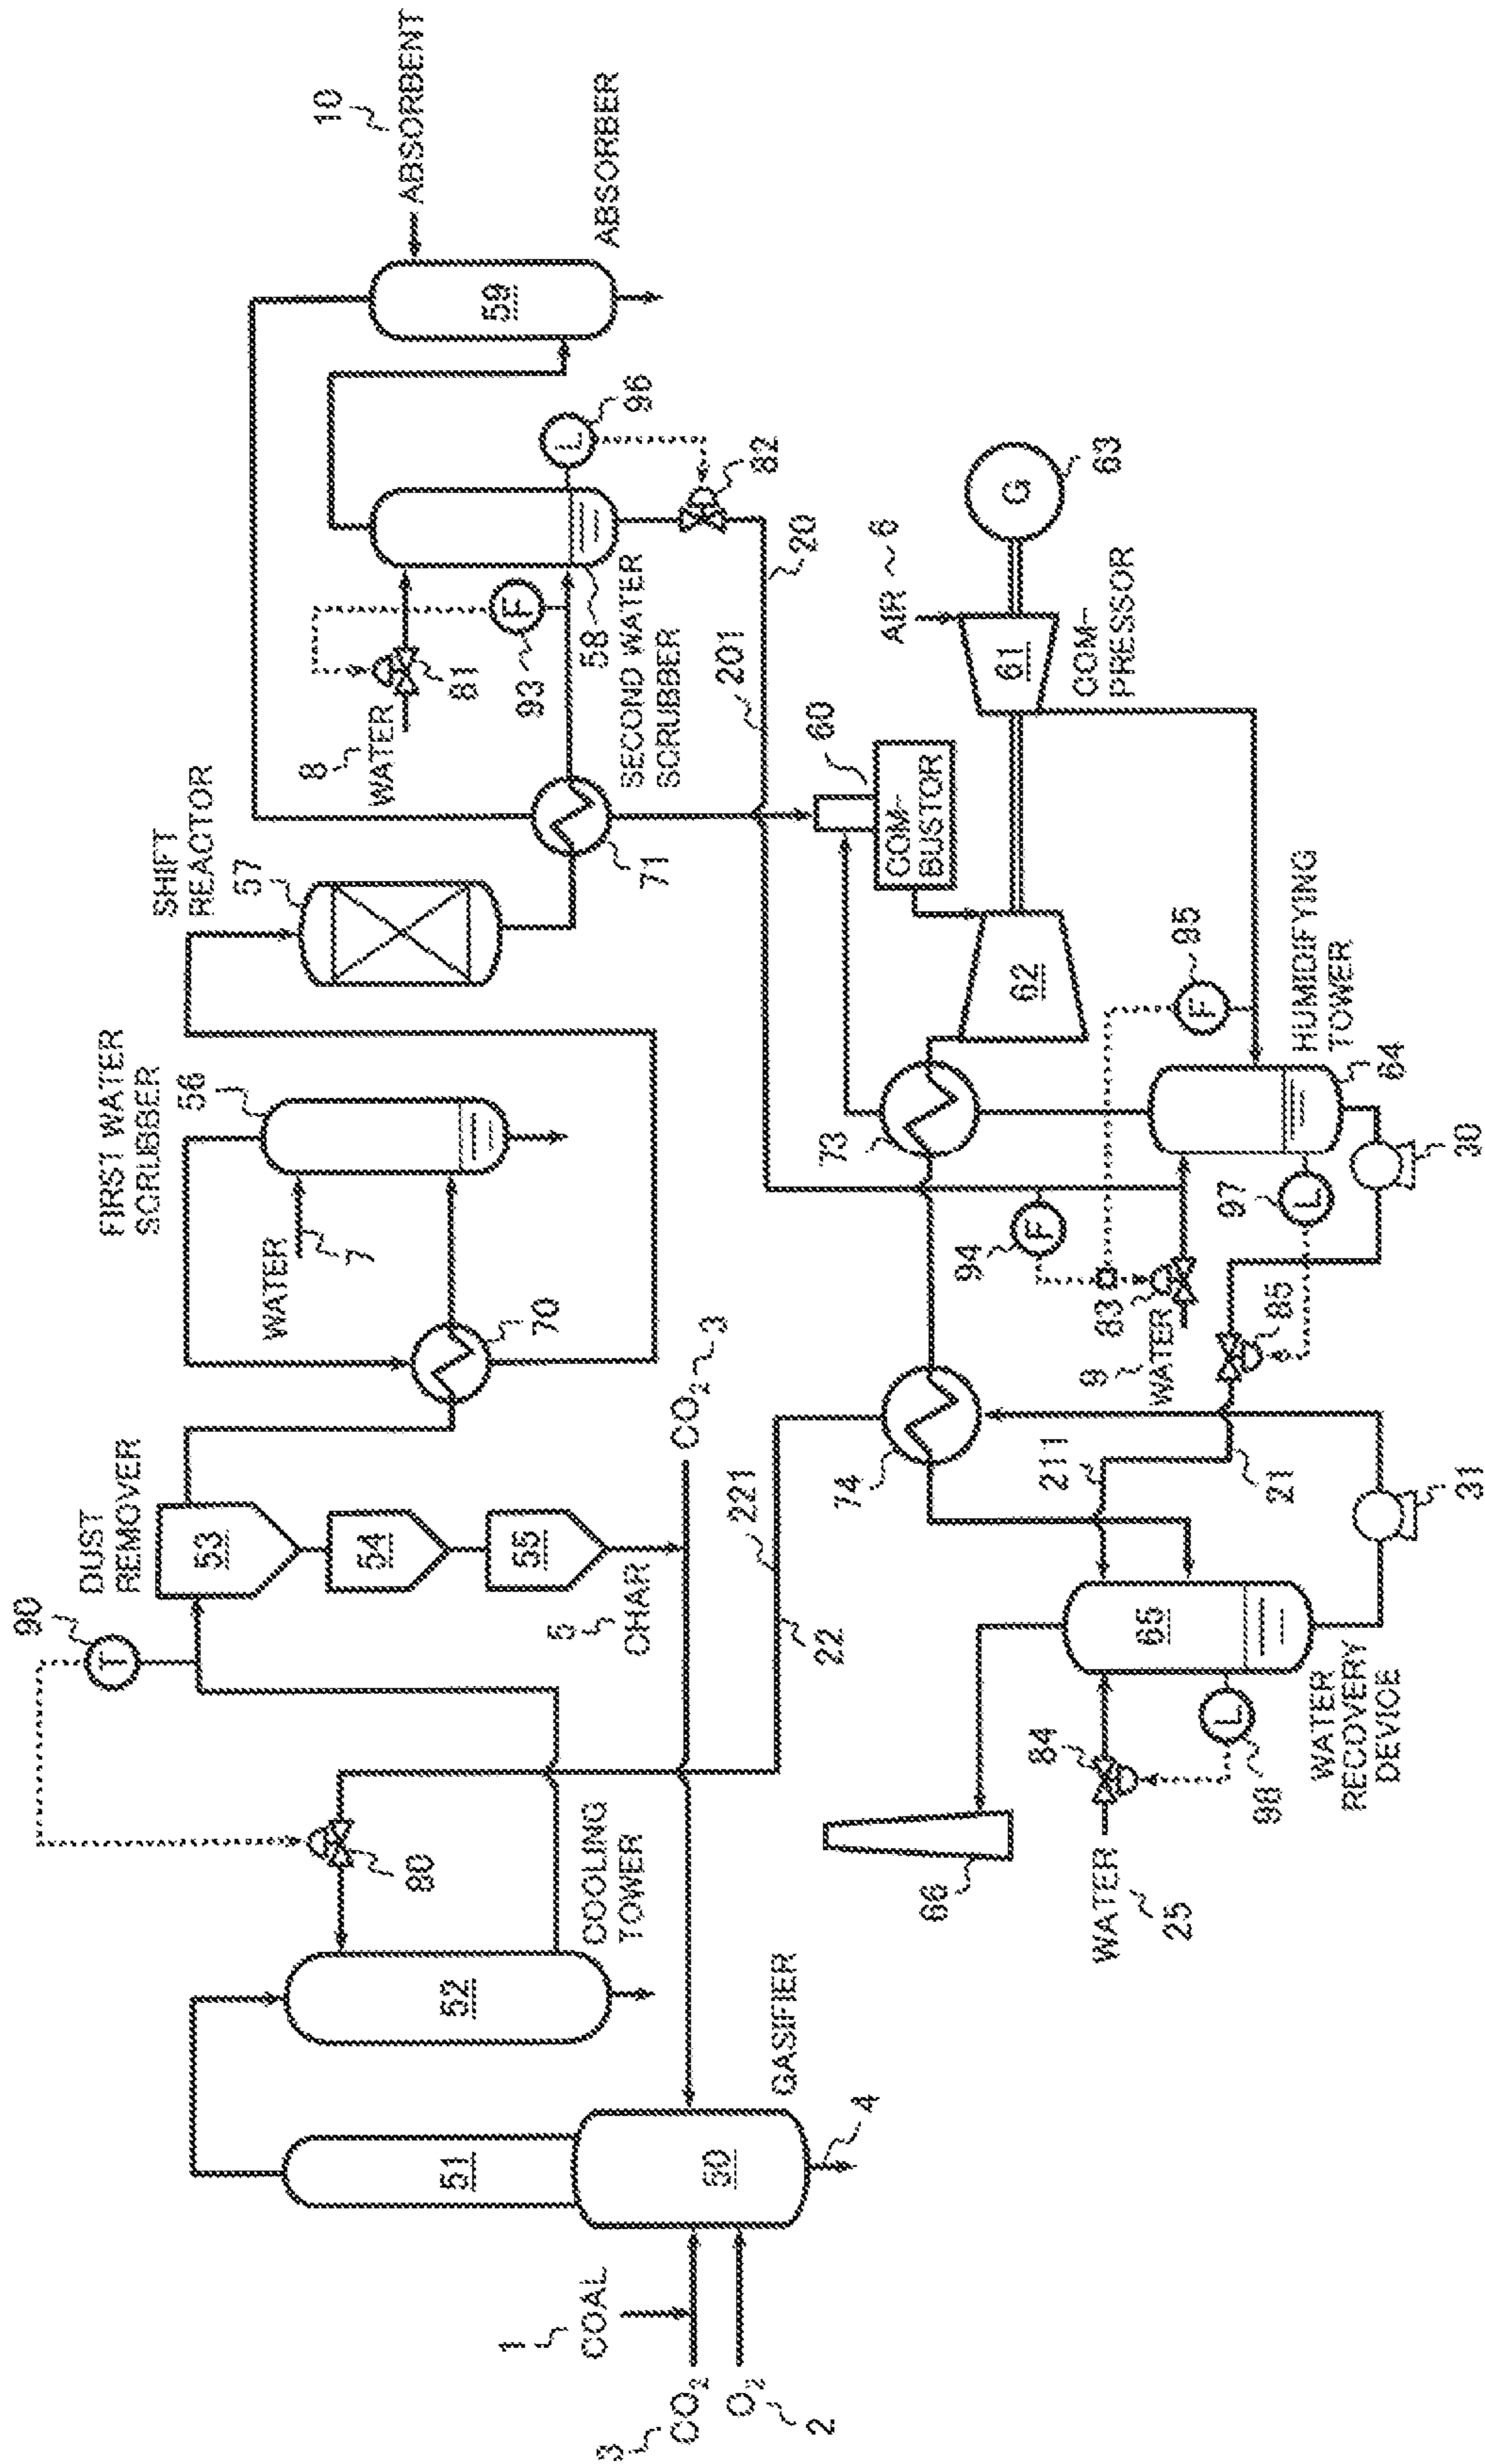 90
DUST
REMOVER
53
54
55
5
CHAR
CO2
3
80
COOLING
TOWER
52
51
50
GASIFIER
4
1
COAL
3
CO2
O2
2
FIRST WATER
SCRUBBER
56
WATER
7
70
SHIFT
REACTOR
57
71
8
WATER
81
93
F
58
SECOND WATER
SCRUBBER
L
96
82
59
10
ABSORBENT
ABSORBER
T
20
201
60
COM-
BUSTOR
AIR
6
61
COM-
PRESSOR
G
63
62
73
95
F
HUMIDIFYING
TOWER
64
94
F
83
9
WATER
97
L
30
85
74
211
21
221
22
31
65
WATER
RECOVERY
DEVICE
84
L
98
WATER
25
66